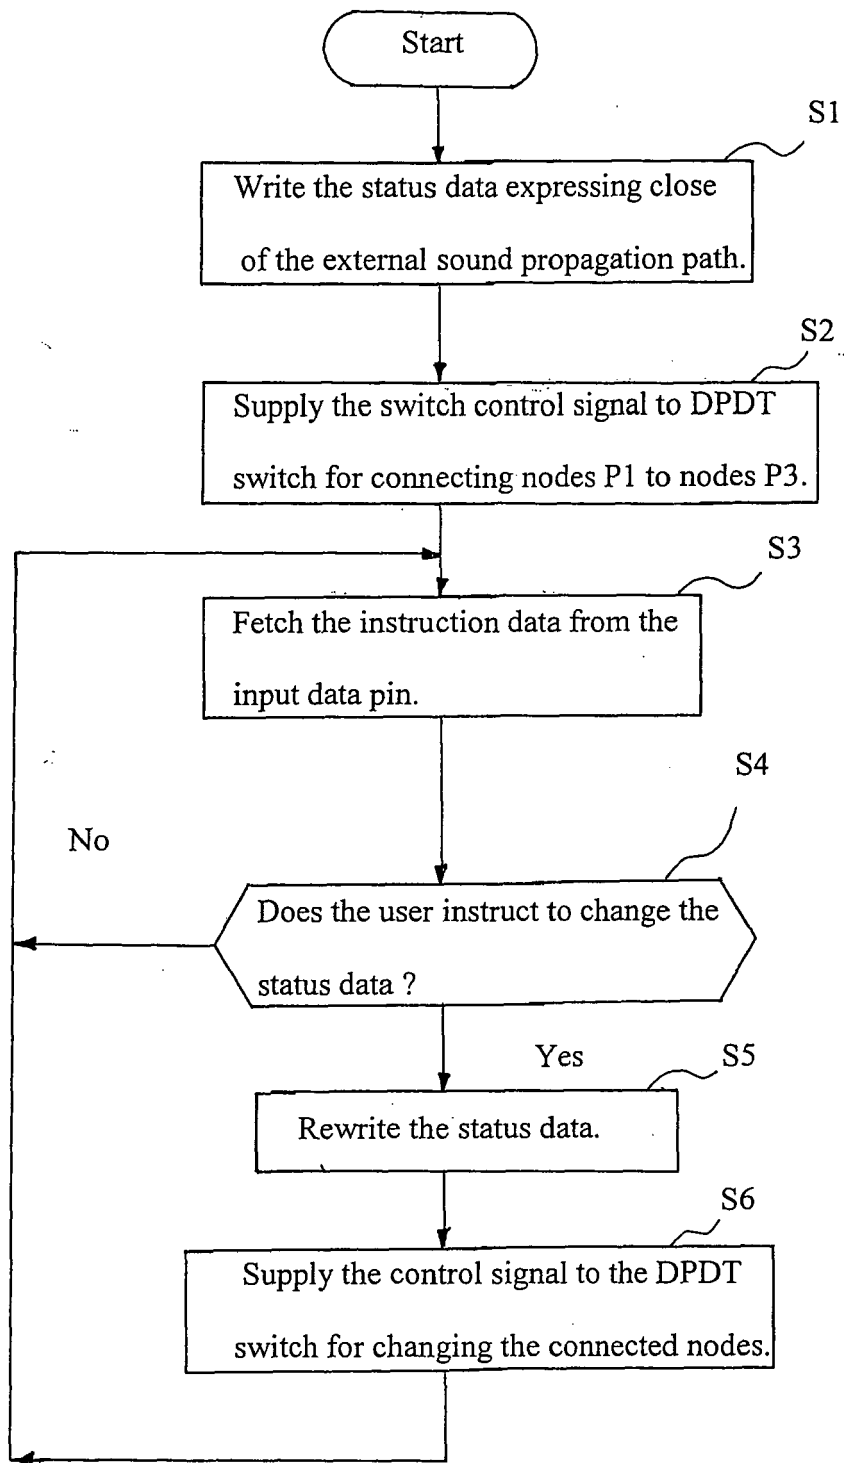 Start
S1
Write the status data expressing close
of the external sound propagation path.
S2
Supply the switch control signal to DPDT
switch for connecting nodes P1 to nodes P3.
S3
Fetch the instruction data from the
input data pin.
S4
No
Does the user instruct to change the
status data ?
Yes
S5
Rewrite the status data.
S6
Supply the control signal to the DPDT
switch for changing the connected nodes.